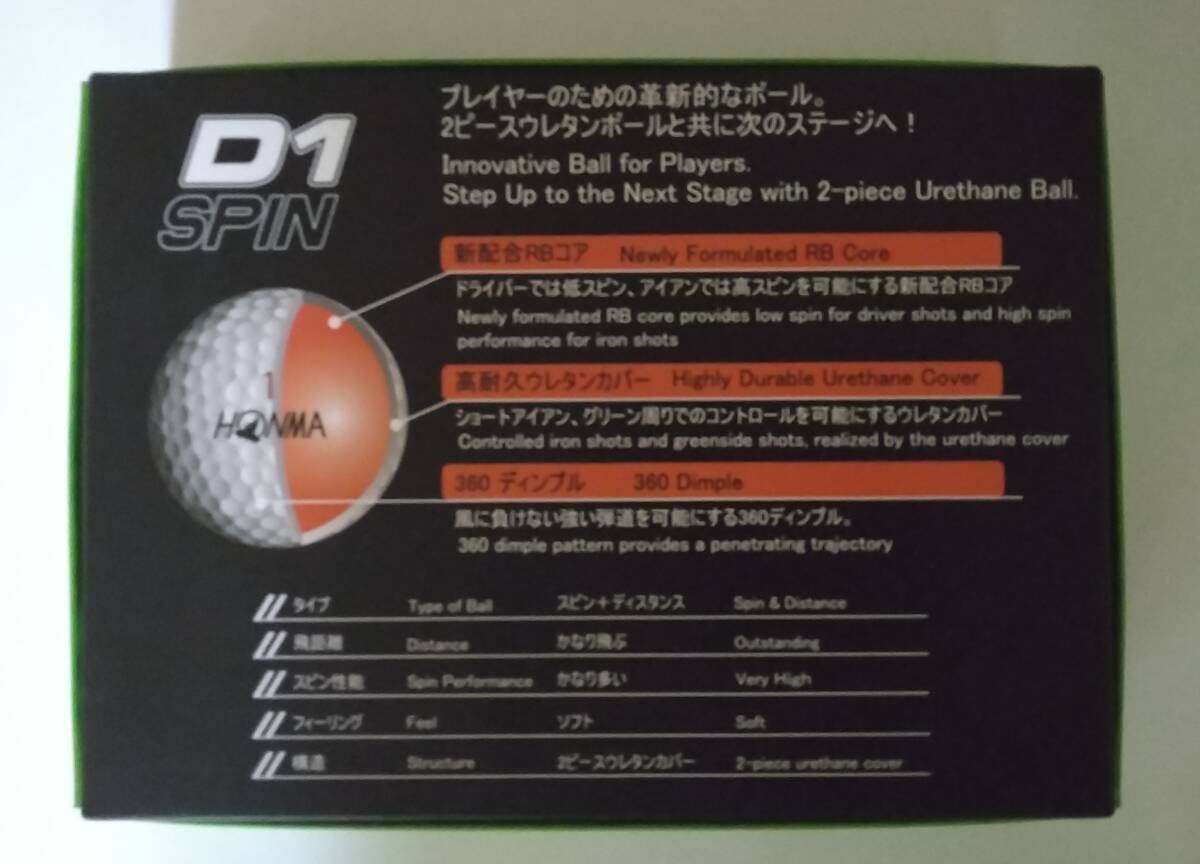 D1
SPIN
プレイヤーのための革新的なボール。
2ピースウレタンボールと共に次のステージへ！
Innovative Ball for Players.
Step Up to the Next Stage with 2-piece Urethane Ball.
新配合RBコア Newly Formulated RB Core
ドライバーでは低スピン、アイアンでは高スピンを可能にする新配合RBコア
Newly formulated RB core provides low spin for driver shots and high spin
performance for iron shots
高耐久ウレタンカバー Highly Durable Urethane Cover
ショートアイアン、グリーン周りでのコントロールを可能にするウレタンカバー
Controlled iron shots and greenside shots, realized by the urethane cover
360 ディンプル 360 Dimple
風に負けない強い弾道を可能にする360ディンプル。
360 dimple pattern provides a penetrating trajectory
1
HONMA
タイプ Type of Ball スピン＋ディスタンス Spin & Distance
飛距離 Distance かなり飛ぶ Outstanding
スピン性能 Spin Performance かなり多い Very High
フィーリング Feel ソフト Soft
構造 Structure 2ピースウレタンカバー 2-piece urethane cover